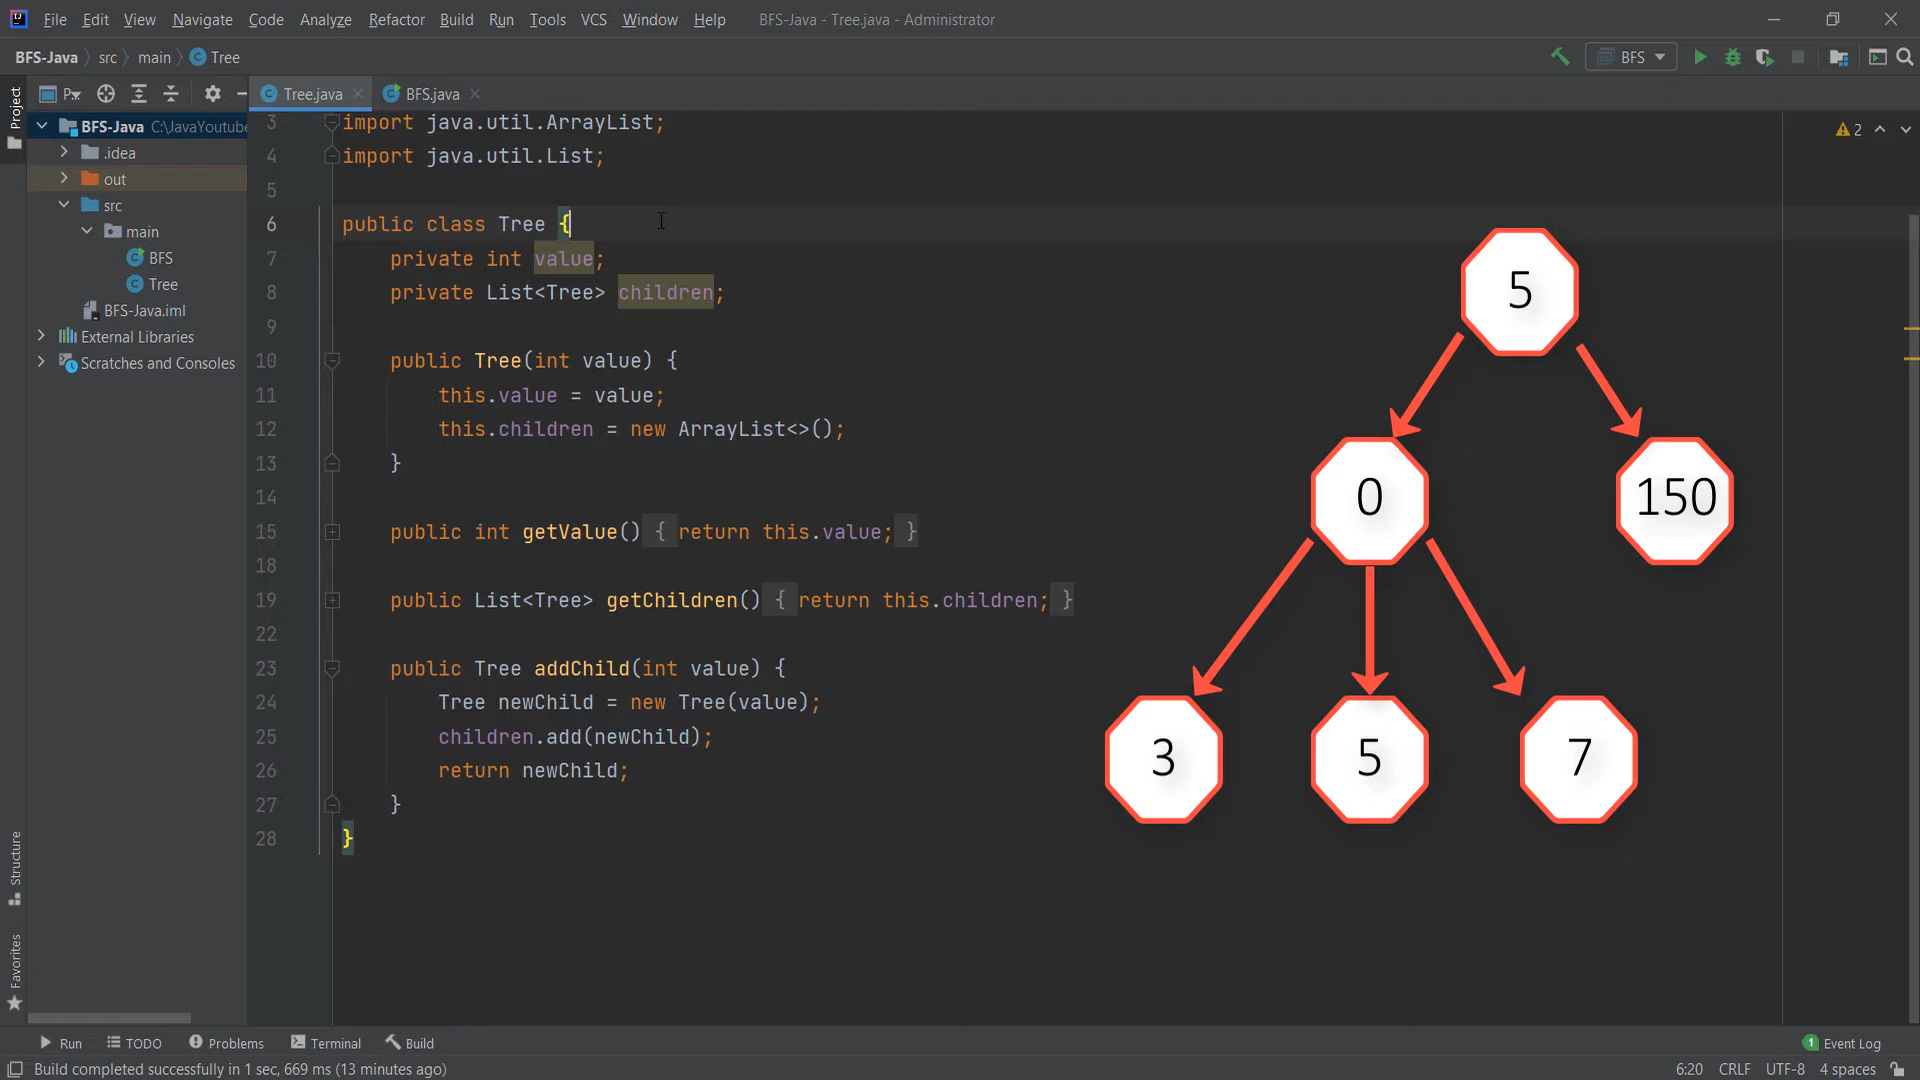 File Edit View Navigate Code Analyze Refactor Build Run Tools VCS Window Help BFS-Java - Tree.java - Administrator
BFS-Java src main Tree BFS
Project
P
Tree.java BFS.java
BFS-Java C:\JavaYoutube
.idea
out
src
main
BFS
Tree
BFS-Java.iml
External Libraries
Scratches and Consoles
Structure
Favorites
2
3 import java.util.ArrayList;
4 import java.util.List;
5
6 public class Tree {
7 private int value;
8 private List<Tree> children;
9
10 public Tree(int value) {
11 this.value = value;
12 this.children = new ArrayList<>();
13 }
14
15 public int getValue() { return this.value; }
18
19 public List<Tree> getChildren() { return this.children; }
22
23 public Tree addChild(int value) {
24 Tree newChild = new Tree(value);
25 children.add(newChild);
26 return newChild;
27 }
28 }
5
0 150
3 5 7
Run TODO Problems Terminal Build 1 Event Log
Build completed successfully in 1 sec, 669 ms (13 minutes ago) 6:20 CRLF UTF-8 4 spaces